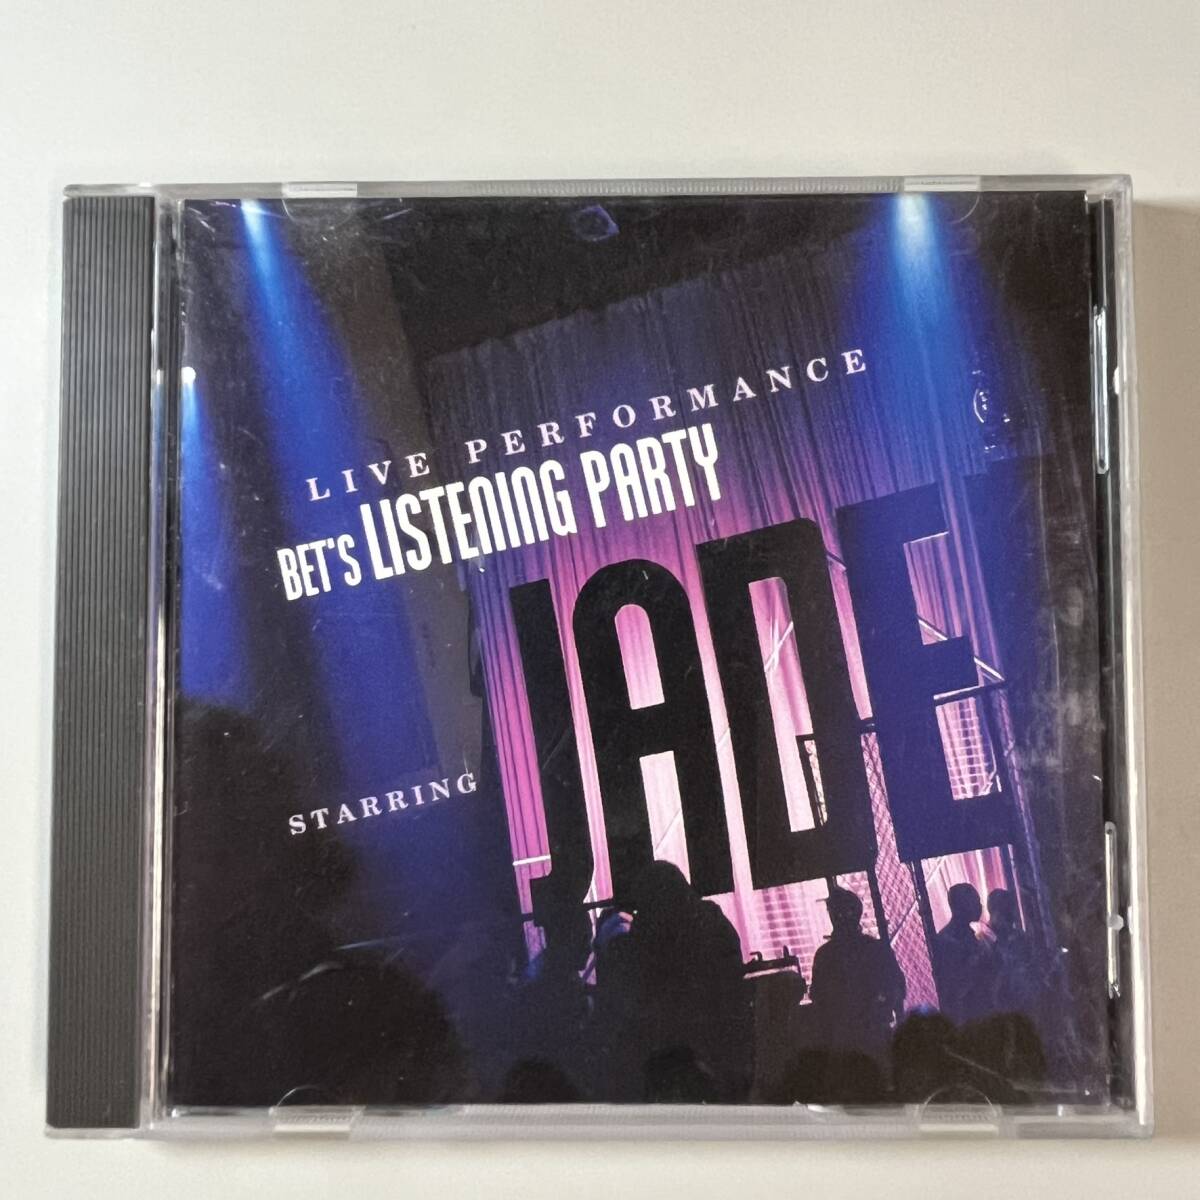 LIVE PERFORMANCE
BET'S LISTENING PARTY
STARRING JADE